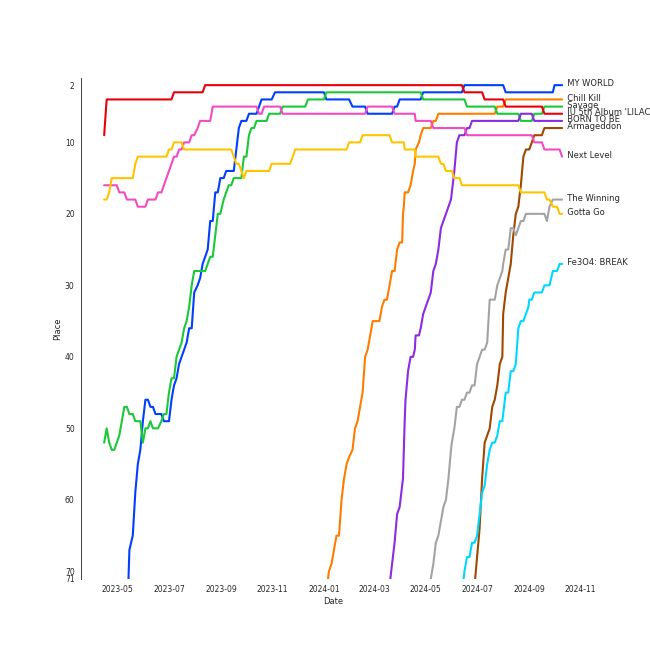 2
10
20
30
40
50
60
70
71
Place
2023-05
2023-07
2023-09
2023-11
2024-01
2024-03
2024-05
2024-07
2024-09
2024-11
Date
MY WORLD
Chill Kill
Savage
IU 5th Album 'LILAC
BORN TO BE
Armageddon
Next Level
The Winning
Gotta Go
Fe3O4: BREAK